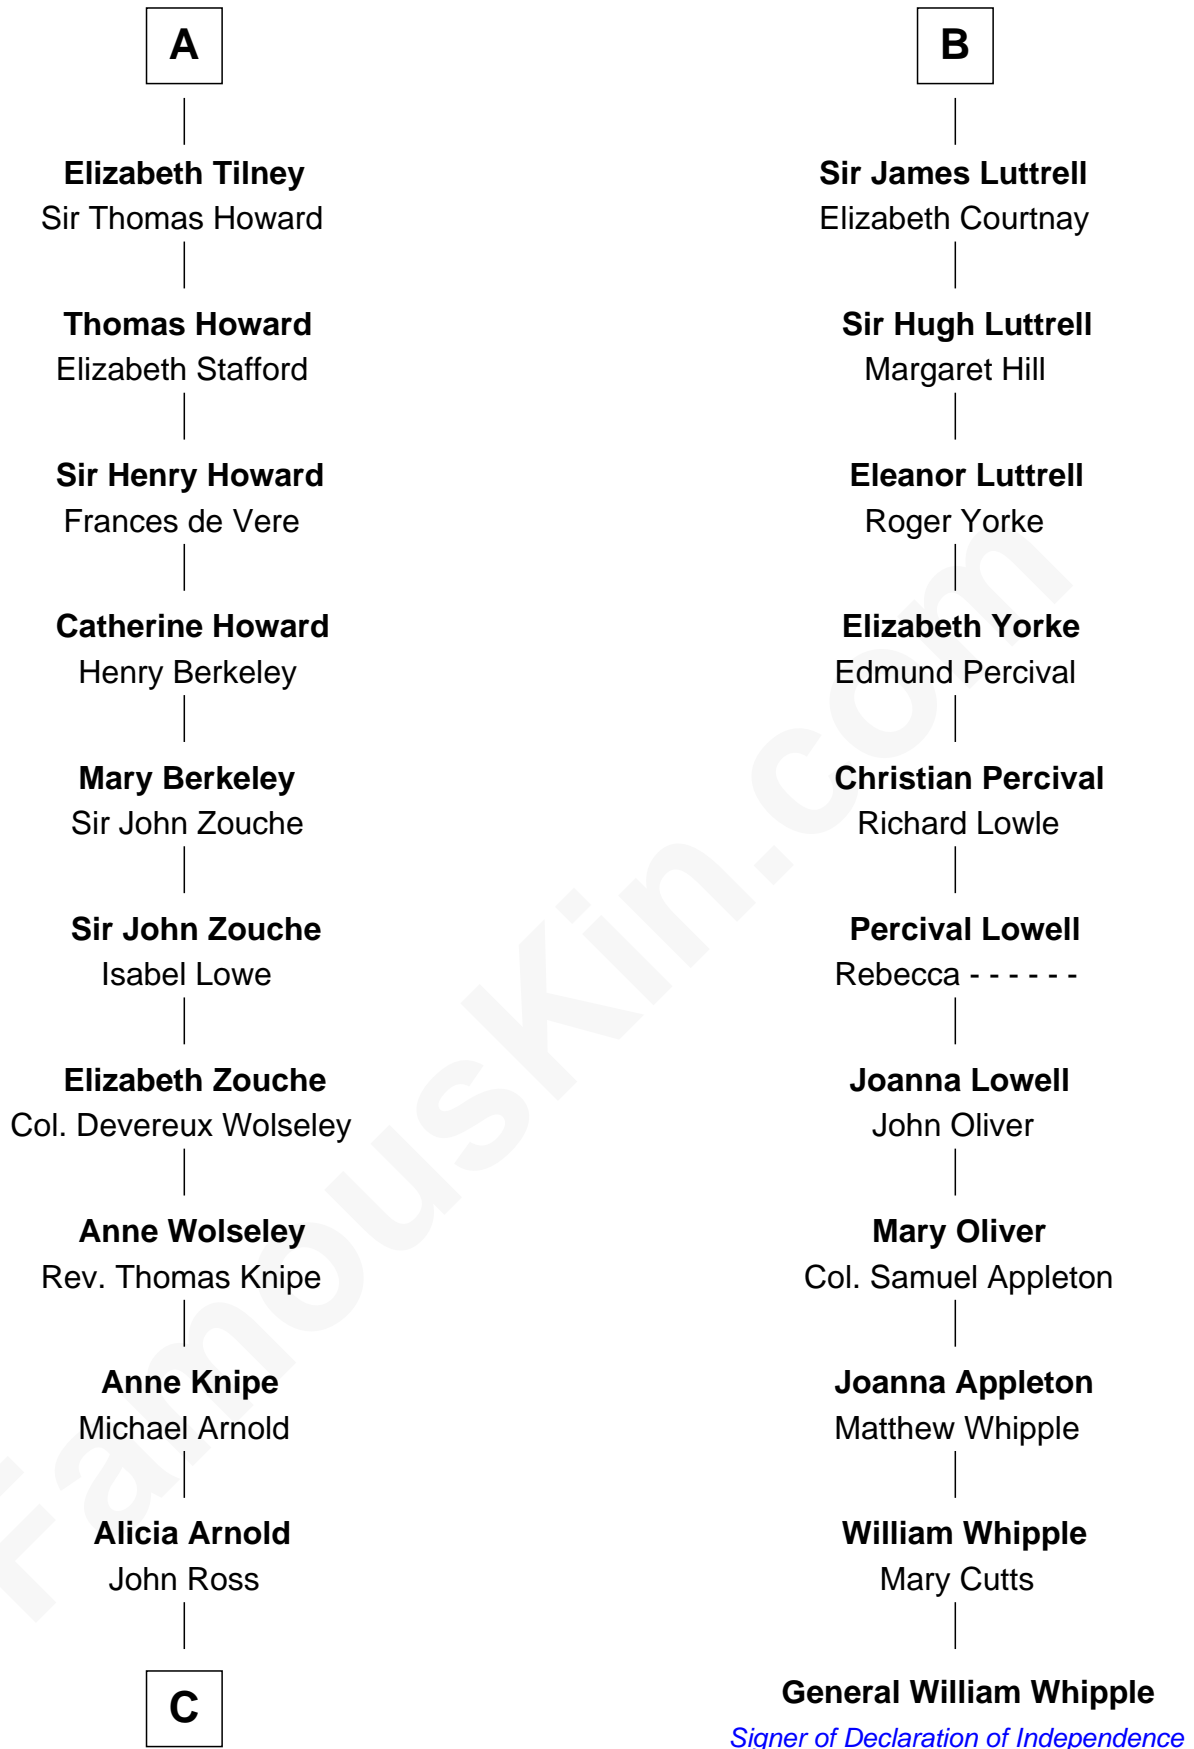 A
Elizabeth Tilney
Sir Thomas Howard
Thomas Howard
Elizabeth Stafford
Sir Henry Howard
Frances de Vere
Catherine Howard
Henry Berkeley
Mary Berkeley
Sir John Zouche
Sir John Zouche
Isabel Lowe
Elizabeth Zouche
Col. Devereux Wolseley
Anne Wolseley
Rev. Thomas Knipe
Anne Knipe
Michael Arnold
Alicia Arnold
John Ross
C
B
Sir James Luttrell
Elizabeth Courtnay
Sir Hugh Luttrell
Margaret Hill
Eleanor Luttrell
Roger Yorke
Elizabeth Yorke
Edmund Percival
Christian Percival
Richard Lowle
Percival Lowell
Rebecca - - - - - -
Joanna Lowell
John Oliver
Mary Oliver
Col. Samuel Appleton
Joanna Appleton
Matthew Whipple
William Whipple
Mary Cutts
General William Whipple
Signer of Declaration of Independence
FamousKin.com